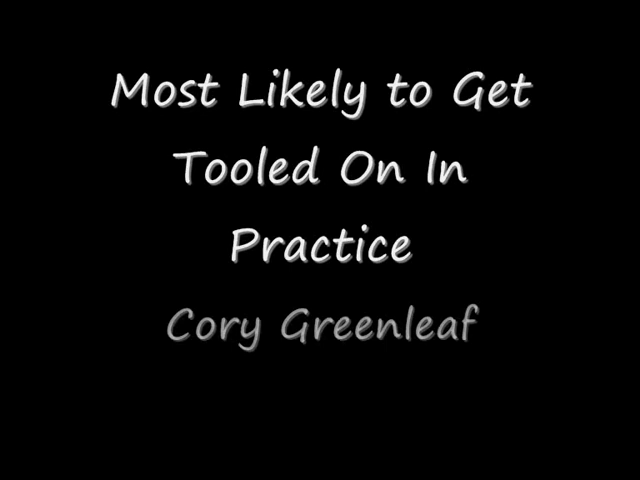 Most Likely to Get
Tooled On In
Practice
Cory Greenleaf